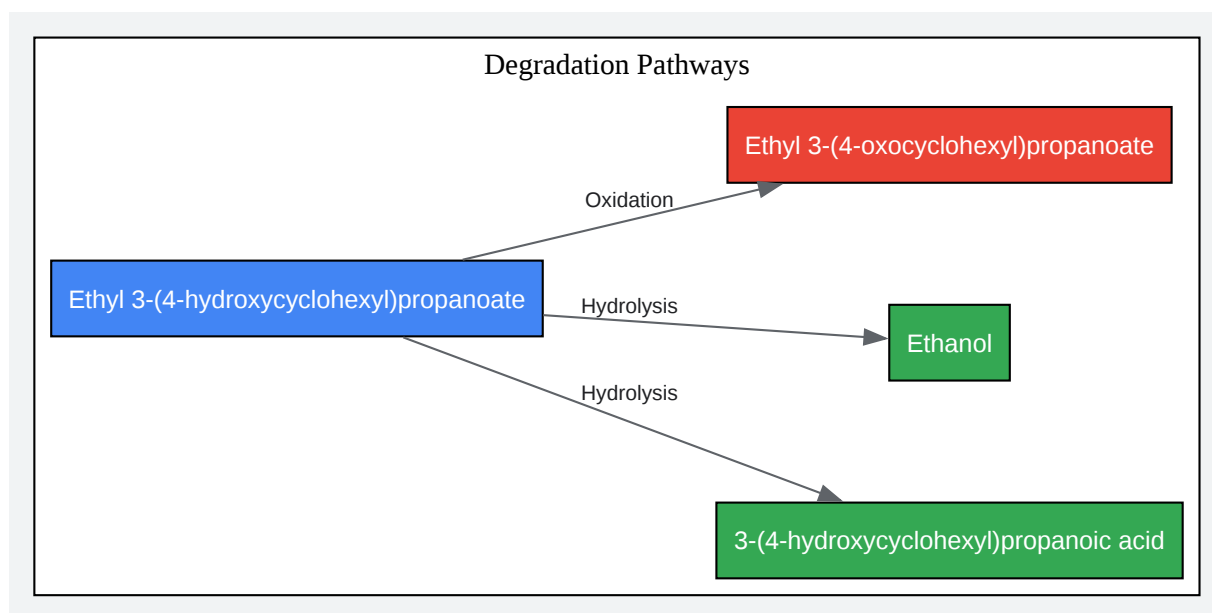 Degradation Pathways
Ethyl 3-(4-oxocyclohexyl)propanoate
Oxidation
Ethyl 3-(4-hydroxycyclohexyl)propanoate
Hydrolysis
Ethanol
Hydrolysis
3-(4-hydroxycyclohexyl)propanoic acid